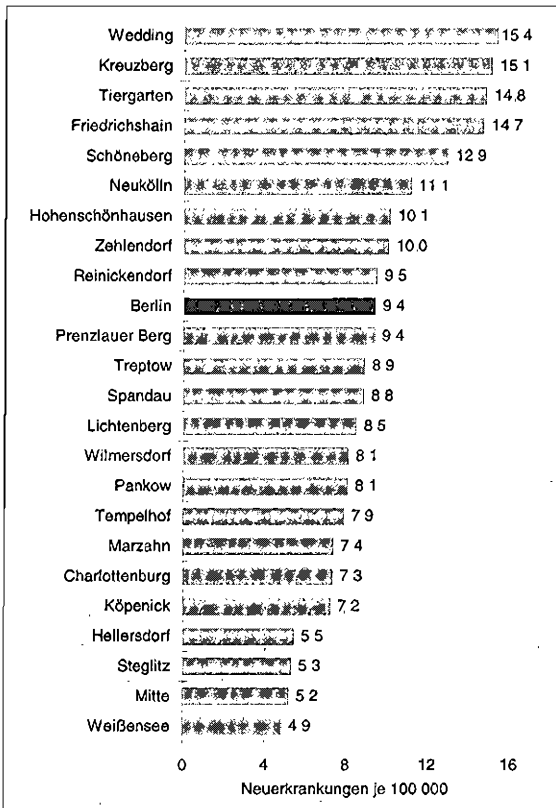 Wedding 15 4
Kreuzberg 15 1
Tiergarten 14,8
Friedrichshain 14 7
Schöneberg 12 9
Neukölln 11 1
Hohenschönhausen 10 1
Zehlendorf 10.0
Reinickendorf 9 5
Berlin 9 4
Prenzlauer Berg 9 4
Treptow 8 9
Spandau 8 8
Lichtenberg 8 5
Wilmersdorf 8 1
Pankow 8 1
Tempelhof 7 9
Marzahn 7 4
Charlottenburg 7 3
Köpenick 7 2
Hellersdorf 5 5
Steglitz 5 3
Mitte 5 2
Weißensee 4 9
0 4 8 12 16
Neuerkrankungen je 100 000